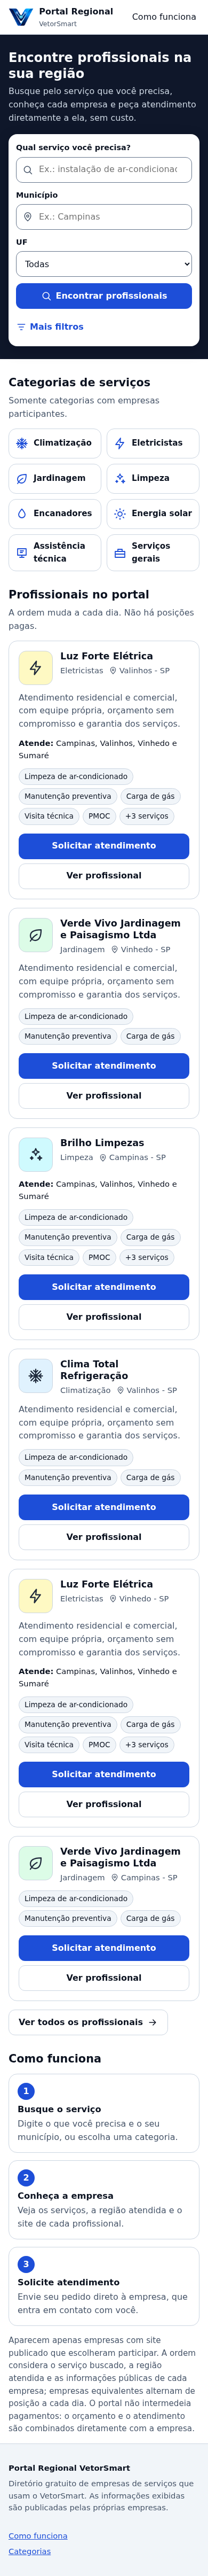 Portal Regional
VetorSmart
Como funciona
Encontre profissionais na
sua região
Busque pelo serviço que você precisa,
conheça cada empresa e peça atendimento
diretamente a ela, sem custo.
Qual serviço você precisa?
Ex.: instalação de ar-condicionado
Município
Ex.: Campinas
UF
Todas
Encontrar profissionais
Mais filtros
Categorias de serviços
Somente categorias com empresas
participantes.
Climatização
Eletricistas
Jardinagem
Limpeza
Encanadores
Energia solar
Assistência
técnica
Serviços
gerais
Profissionais no portal
A ordem muda a cada dia. Não há posições
pagas.
Luz Forte Elétrica
Eletricistas Valinhos - SP
Atendimento residencial e comercial,
com equipe própria, orçamento sem
compromisso e garantia dos serviços.
Atende: Campinas, Valinhos, Vinhedo e
Sumaré
Limpeza de ar-condicionado
Manutenção preventiva Carga de gás
Visita técnica PMOC +3 serviços
Solicitar atendimento
Ver profissional
Verde Vivo Jardinagem
e Paisagismo Ltda
Jardinagem Vinhedo - SP
Atendimento residencial e comercial,
com equipe própria, orçamento sem
compromisso e garantia dos serviços.
Limpeza de ar-condicionado
Manutenção preventiva Carga de gás
Solicitar atendimento
Ver profissional
Brilho Limpezas
Limpeza Campinas - SP
Atende: Campinas, Valinhos, Vinhedo e
Sumaré
Limpeza de ar-condicionado
Manutenção preventiva Carga de gás
Visita técnica PMOC +3 serviços
Solicitar atendimento
Ver profissional
Clima Total
Refrigeração
Climatização Valinhos - SP
Atendimento residencial e comercial,
com equipe própria, orçamento sem
compromisso e garantia dos serviços.
Limpeza de ar-condicionado
Manutenção preventiva Carga de gás
Solicitar atendimento
Ver profissional
Luz Forte Elétrica
Eletricistas Vinhedo - SP
Atendimento residencial e comercial,
com equipe própria, orçamento sem
compromisso e garantia dos serviços.
Atende: Campinas, Valinhos, Vinhedo e
Sumaré
Limpeza de ar-condicionado
Manutenção preventiva Carga de gás
Visita técnica PMOC +3 serviços
Solicitar atendimento
Ver profissional
Verde Vivo Jardinagem
e Paisagismo Ltda
Jardinagem Campinas - SP
Limpeza de ar-condicionado
Manutenção preventiva Carga de gás
Solicitar atendimento
Ver profissional
Ver todos os profissionais →
Como funciona
1
Busque o serviço
Digite o que você precisa e o seu
município, ou escolha uma categoria.
2
Conheça a empresa
Veja os serviços, a região atendida e o
site de cada profissional.
3
Solicite atendimento
Envie seu pedido direto à empresa, que
entra em contato com você.
Aparecem apenas empresas com site
publicado que escolheram participar. A ordem
considera o serviço buscado, a região
atendida e as informações públicas de cada
empresa; empresas equivalentes alternam de
posição a cada dia. O portal não intermedeia
pagamentos: o orçamento e o atendimento
são combinados diretamente com a empresa.
Portal Regional VetorSmart
Diretório gratuito de empresas de serviços que
usam o VetorSmart. As informações exibidas
são publicadas pelas próprias empresas.
Como funciona
Categorias